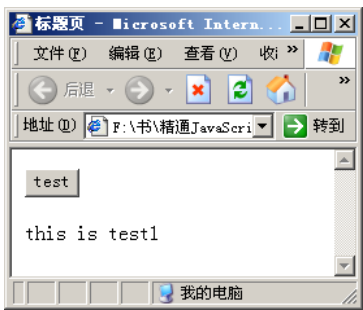 标题页 - Microsoft Intern...
文件(F) 编辑(E) 查看(V) 收i »
后退 »
地址(D) F:\书\精通JavaScri 转到
test
this is test1
我的电脑